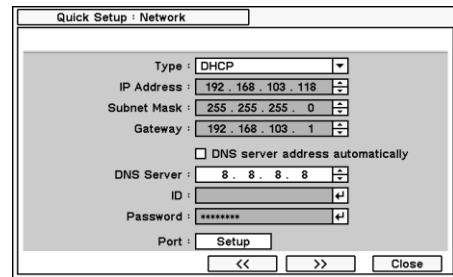 Quick Setup : Network
Type : DHCP
IP Address : 192 . 168 . 103 . 118
Subnet Mask : 255 . 255 . 255 . 0
Gateway : 192 . 168 . 103 . 1
DNS server address automatically
DNS Server : 8 . 8 . 8 . 8
ID :
Password : ********
Port : Setup
<< >> Close